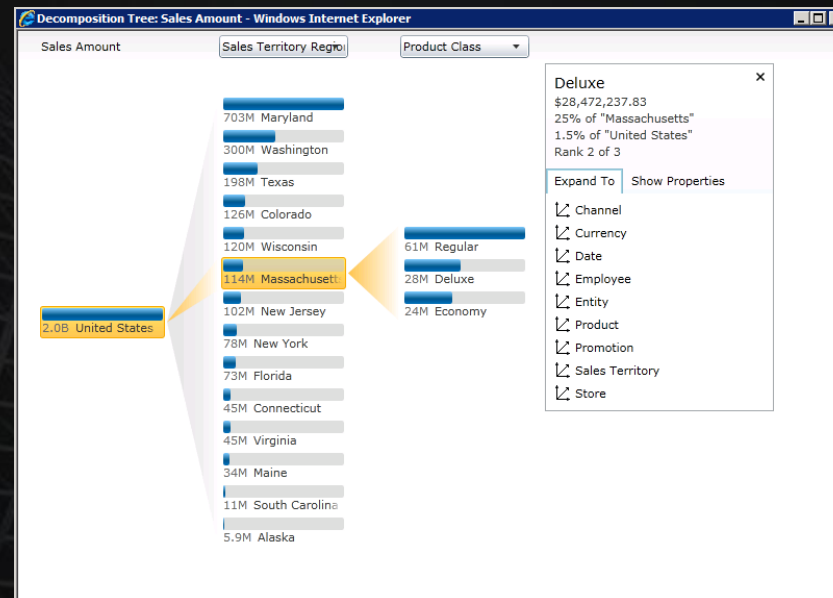 Decomposition Tree: Sales Amount - Windows Internet Explorer
Sales Amount
Sales Territory Regio
Product Class
703M Maryland
300M Washington
198M Texas
126M Colorado
120M Wisconsin
114M Massachusetts
102M New Jersey
78M New York
73M Florida
45M Connecticut
45M Virginia
34M Maine
11M South Carolina
5.9M Alaska
2.0B United States
61M Regular
28M Deluxe
24M Economy
Deluxe
$28,472,237.83
25% of "Massachusetts"
1.5% of "United States"
Rank 2 of 3
Expand To
Show Properties
Channel
Currency
Date
Employee
Entity
Product
Promotion
Sales Territory
Store